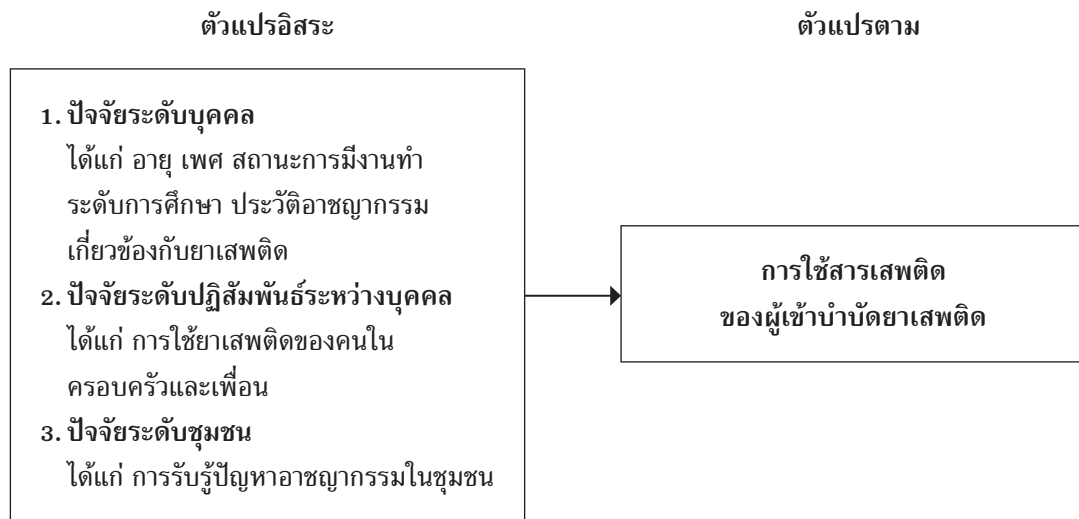 ตัวแปรอิสระ
ตัวแปรตาม
1. ปัจจัยระดับบุคคล
ได้แก่ อายุ เพศ สถานะการมีงานทำ
ระดับการศึกษา ประวัติอาชญากรรม
เกี่ยวข้องกับยาเสพติด
2. ปัจจัยระดับปฏิสัมพันธ์ระหว่างบุคคล
ได้แก่ การใช้ยาเสพติดของคนใน
ครอบครัวและเพื่อน
3. ปัจจัยระดับชุมชน
ได้แก่ การรับรู้ปัญหาอาชญากรรมในชุมชน
การใช้สารเสพติด
ของผู้เข้าบำบัดยาเสพติด